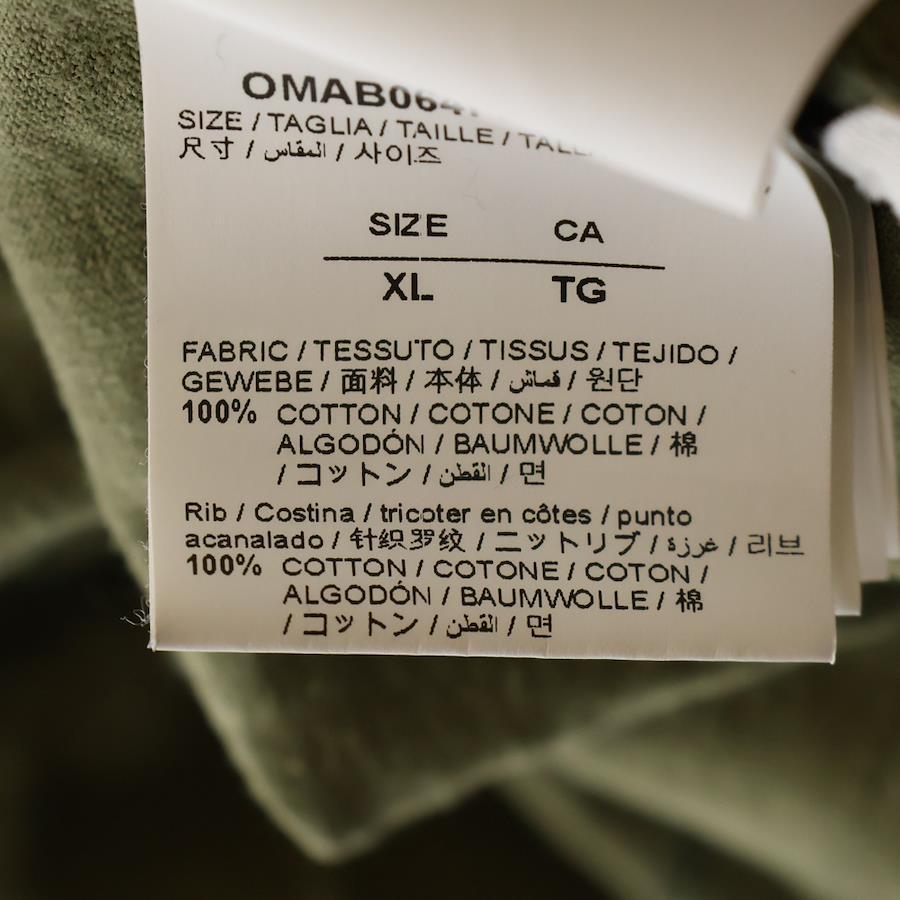 OMAB064
SIZE / TAGLIA / TAILLE /
尺寸 / المقاس / 사이즈
SIZE CA
XL TG
FABRIC / TESSUTO / TISSUS / TEJIDO /
GEWEBE / 面料 / 本体 / قماش / 원단
100% COTTON / COTONE / COTON /
ALGODÓN / BAUMWOLLE / 棉
/ コットン / القطن / 면
Rib / Costina / tricoter en côtes / punto
acanalado / 针织罗纹 / ニットリブ / غرزة / 리브
100% COTTON / COTONE / COTON /
ALGODÓN / BAUMWOLLE / 棉
/ コットン / القطن / 면